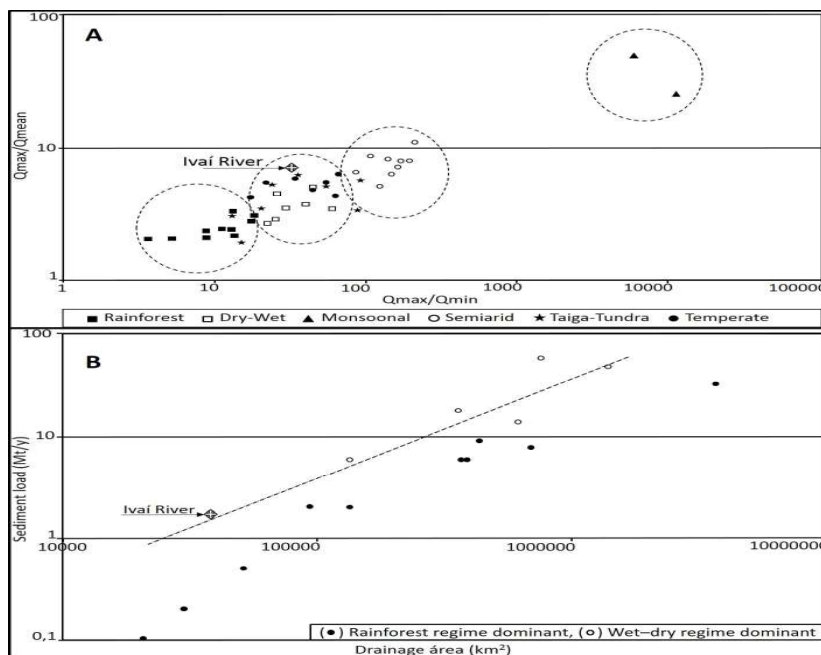 100
A
Qmax/Qmean
Ivaí River
10
1
1 10 100 1000 10000 100000
Qmax/Qmin
Rainforest Dry-Wet Monsoonal Semiarid Taiga-Tundra Temperate
100
B
Sediment load (Mt/y)
10
Ivaí River
1
10000 100000 1000000 10000000
0,1
(●) Rainforest regime dominant, (○) Wet–dry regime dominant
Drainage área (km²)